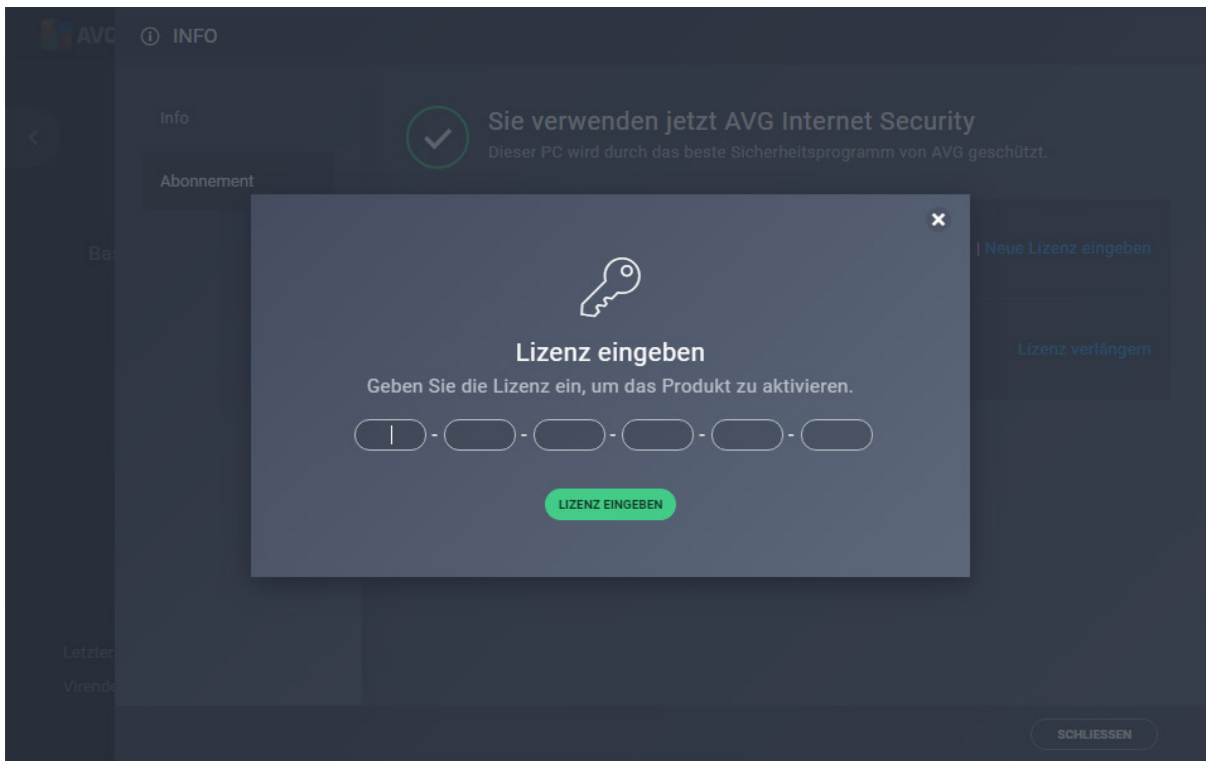 AVG
INFO
Info
Sie verwenden jetzt AVG Internet Security
Dieser PC wird durch das beste Sicherheitsprogramm von AVG geschützt.
Abonnement
| Neue Lizenz eingeben
Lizenz eingeben
Lizenz verlängern
Geben Sie die Lizenz ein, um das Produkt zu aktivieren.
- - - - -
LIZENZ EINGEBEN
Letzter
SCHLIESSEN